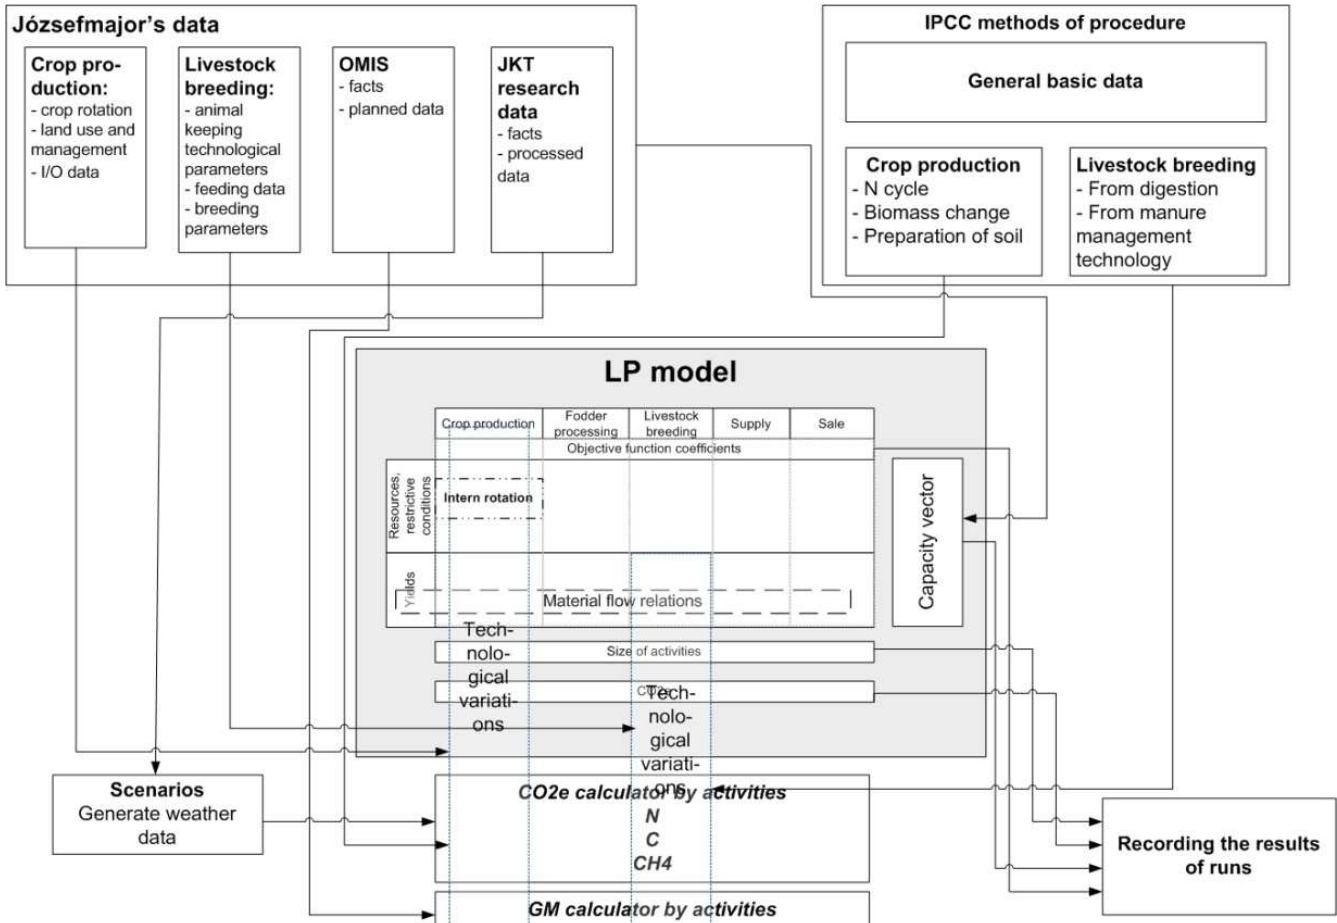 Józsefmajor's data
Crop pro-
duction:
- crop rotation
- land use and
management
- I/O data
Livestock
breeding:
- animal
keeping
technological
parameters
- feeding data
- breeding
parameters
OMIS
- facts
- planned data
JKT
research
data
- facts
- processed
data
IPCC methods of procedure
General basic data
Crop production
- N cycle
- Biomass change
- Preparation of soil
Livestock breeding
- From digestion
- From manure
management
technology
LP model
Crop production
Fodder
processing
Livestock
breeding
Supply
Sale
Objective function coefficients
Resources,
restrictive
conditions
Intern rotation
Yields
Material flow relations
Capacity vector
Tech-
nolo-
gical
variati-
ons
Size of activities
CO2e
Tech-
nolo-
gical
variati-
ons
Scenarios
Generate weather
data
CO2e calculator by activities
N
C
CH4
GM calculator by activities
Recording the results
of runs